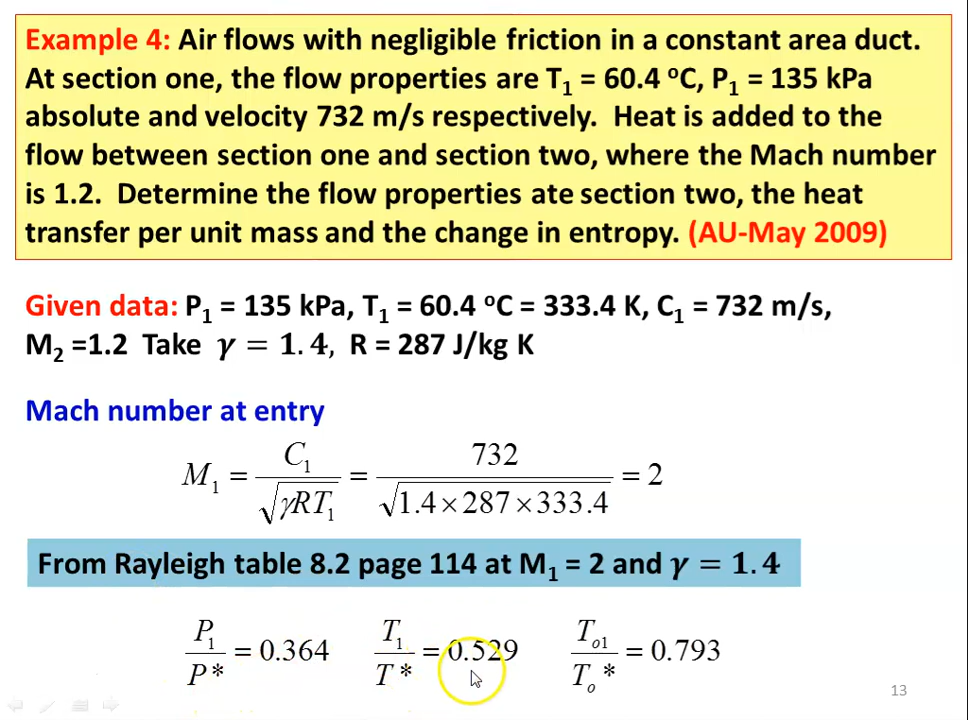 Example 4: Air flows with negligible friction in a constant area duct.
At section one, the flow properties are T₁ = 60.4 ºC, P₁ = 135 kPa
absolute and velocity 732 m/s respectively. Heat is added to the
flow between section one and section two, where the Mach number
is 1.2. Determine the flow properties ate section two, the heat
transfer per unit mass and the change in entropy. (AU-May 2009)
Given data: P₁ = 135 kPa, T₁ = 60.4 ºC = 333.4 K, C₁ = 732 m/s,
M₂ =1.2 Take γ = 1.4, R = 287 J/kg K
Mach number at entry
M₁ = C₁ / √γRT₁ = 732 / √1.4×287×333.4 = 2
From Rayleigh table 8.2 page 114 at M₁ = 2 and γ = 1.4
P₁ / P* = 0.364 T₁ / T* = 0.529 Tₒ₁ / Tₒ* = 0.793
13